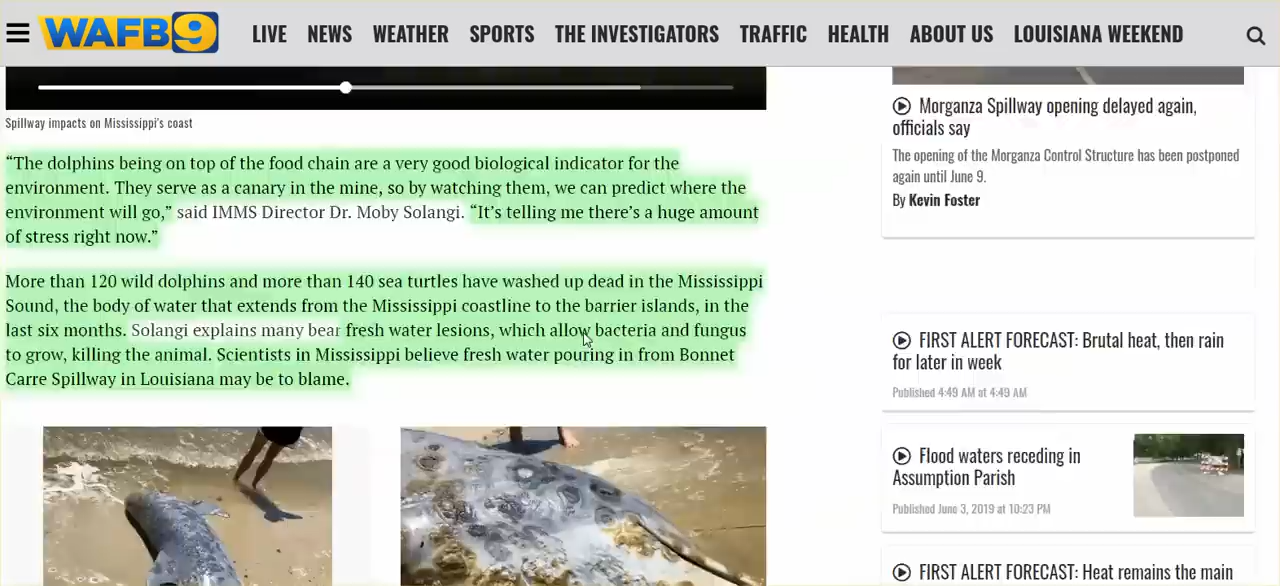 WAFB 9
LIVE NEWS WEATHER SPORTS THE INVESTIGATORS TRAFFIC HEALTH ABOUT US LOUISIANA WEEKEND
Spillway impacts on Mississippi's coast
“The dolphins being on top of the food chain are a very good biological indicator for the
environment. They serve as a canary in the mine, so by watching them, we can predict where the
environment will go,” said IMMS Director Dr. Moby Solangi. “It’s telling me there’s a huge amount
of stress right now.”
More than 120 wild dolphins and more than 140 sea turtles have washed up dead in the Mississippi
Sound, the body of water that extends from the Mississippi coastline to the barrier islands, in the
last six months. Solangi explains many bear fresh water lesions, which allow bacteria and fungus
to grow, killing the animal. Scientists in Mississippi believe fresh water pouring in from Bonnet
Carre Spillway in Louisiana may be to blame.
Morganza Spillway opening delayed again,
officials say
The opening of the Morganza Control Structure has been postponed
again until June 9.
By Kevin Foster
FIRST ALERT FORECAST: Brutal heat, then rain
for later in week
Published 4:49 AM at 4:49 AM
Flood waters receding in
Assumption Parish
Published June 3, 2019 at 10:23 PM
FIRST ALERT FORECAST: Heat remains the main